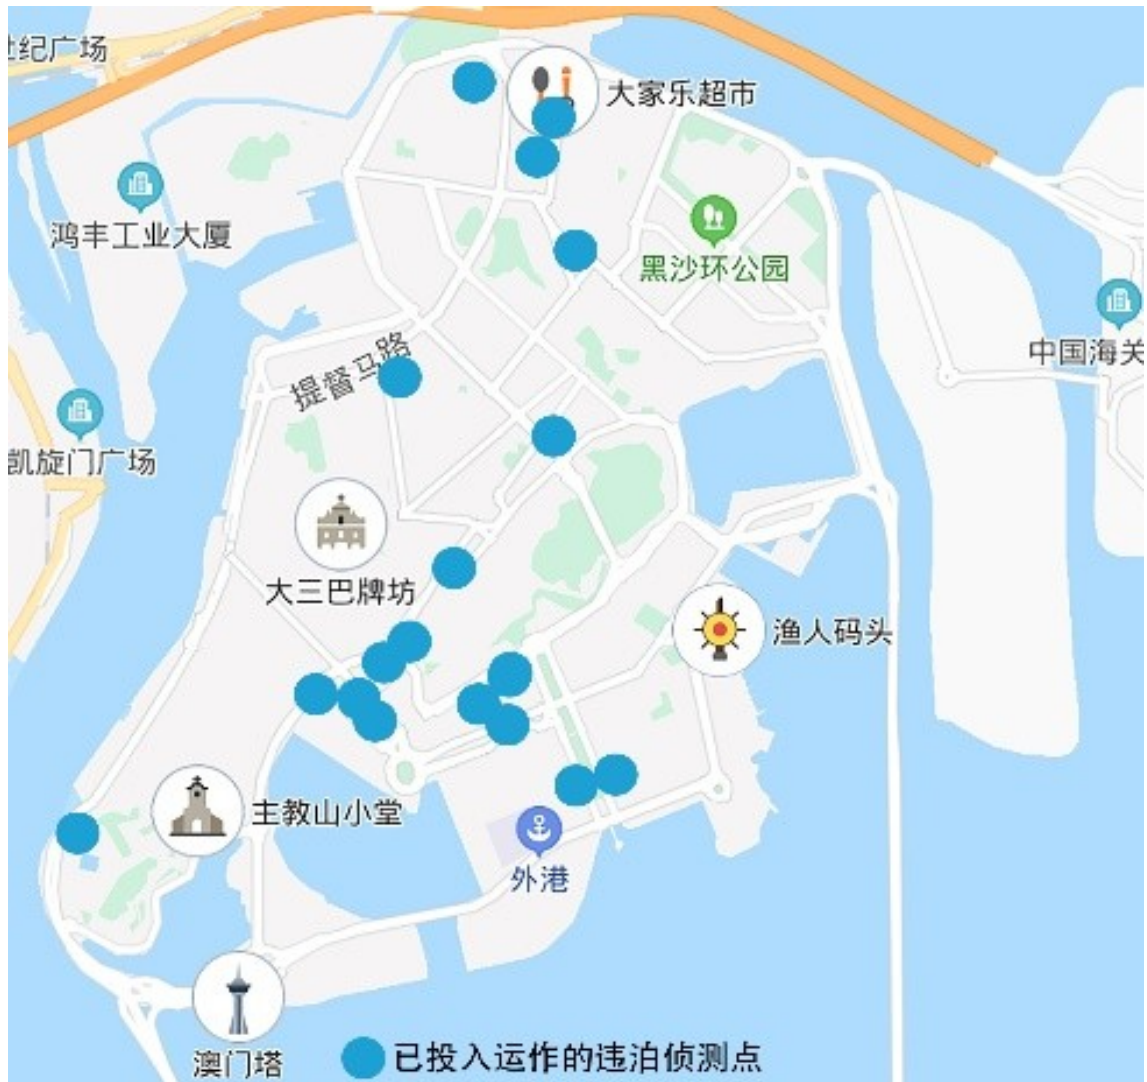 世纪广场
大家乐超市
鸿丰工业大厦
黑沙环公园
中国海关
提督马路
凯旋门广场
大三巴牌坊
渔人码头
主教山小堂
外港
澳门塔
已投入运作的违泊侦测点